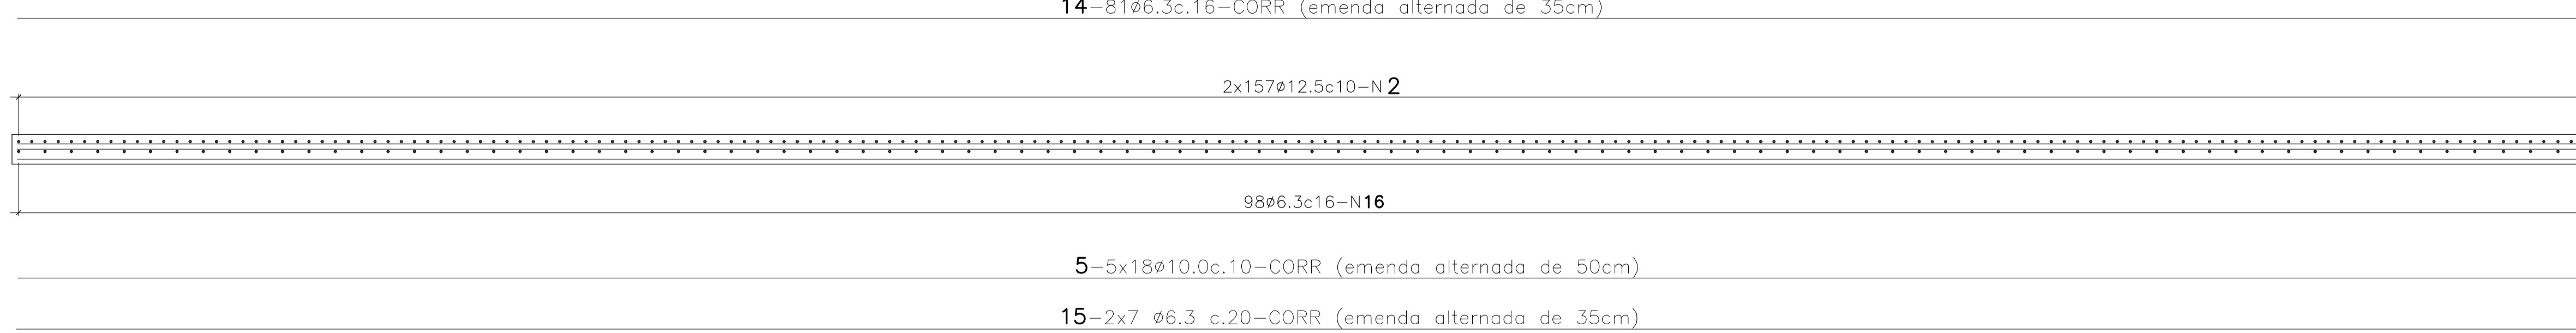 14-81ø6.3c.16-CORR (emenda alternada de 35cm)
2x157ø12.5c10-N2
98ø6.3c16-N16
5-5x18ø10.0c.10-CORR (emenda alternada de 50cm)
15-2x7 ø6.3 c.20-CORR (emenda alternada de 35cm)